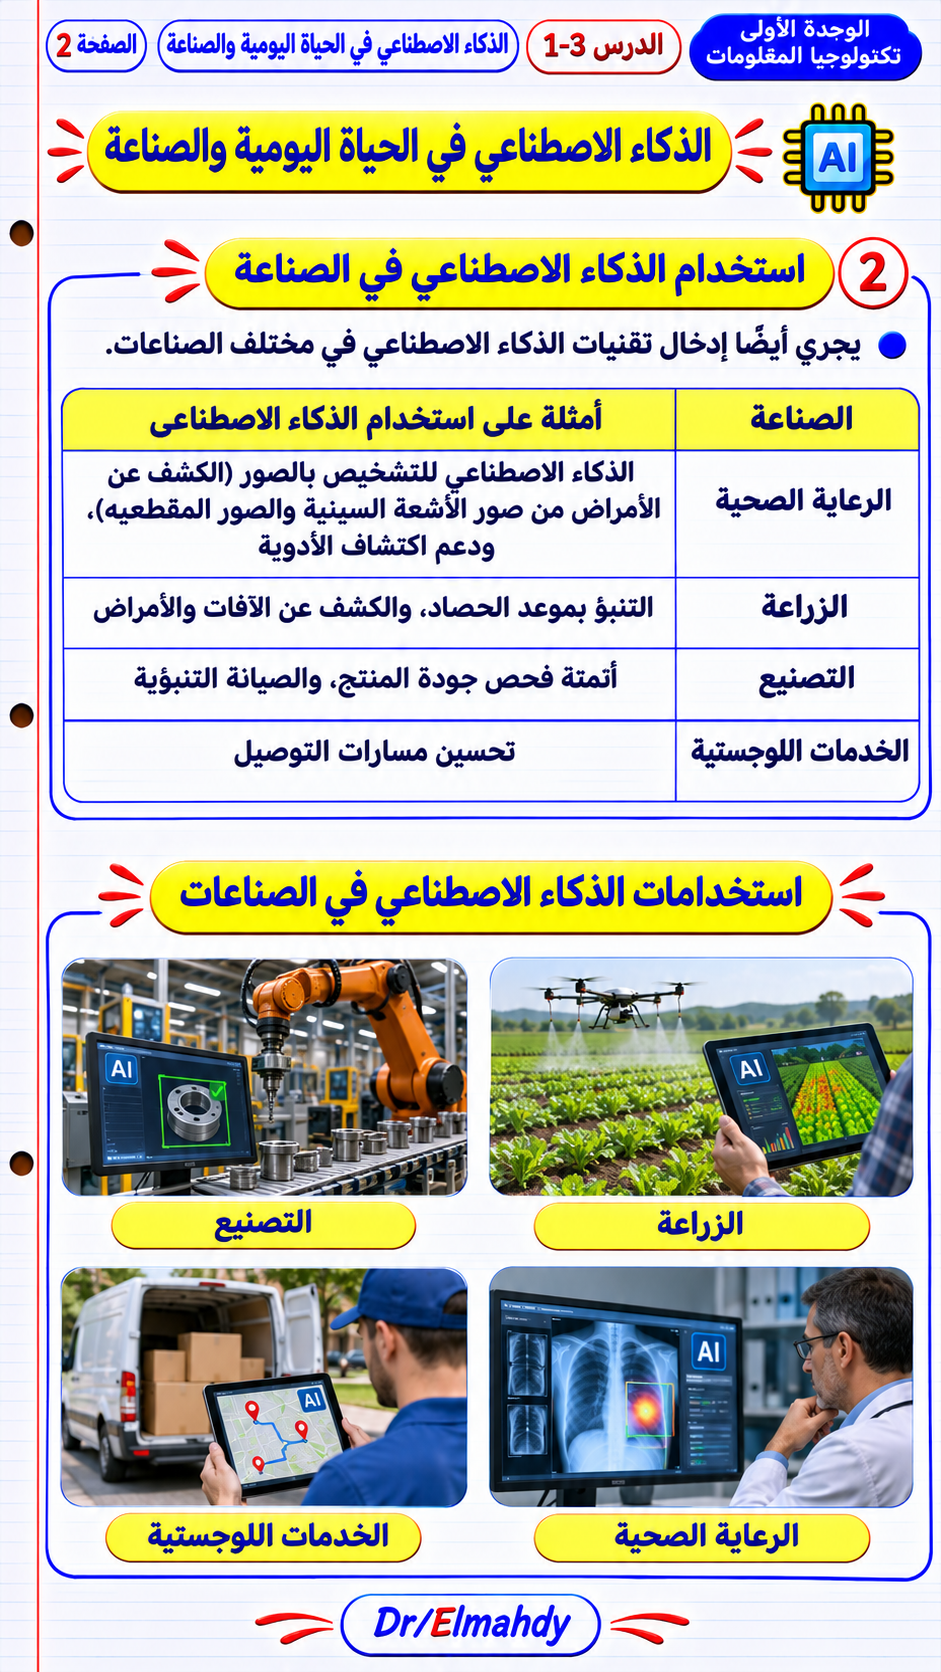 الوجدة الأولى
تكنولوجيا المقلومات
الدرس 3-1
الذكاء الاصطناعي في الحياة اليومية والصناعة
الصفحة 2
الذكاء الاصطناعي في الحياة اليومية والصناعة
AI
2
استخدام الذكاء الاصطناعي في الصناعة
يجري أيضًا إدخال تقنيات الذكاء الاصطناعي في مختلف الصناعات.
الصناعة
أمثلة على استخدام الذكاء الاصطناعى
الرعاية الصحية
الذكاء الاصطناعي للتشخيص بالصور (الكشف عن
الأمراض من صور الأشعة السينية والصور المقطعيه)،
ودعم اكتشاف الأدوية
الزراعة
التنبؤ بموعد الحصاد، والكشف عن الآفات والأمراض
التصنيع
أتمتة فحص جودة المنتج، والصيانة التنبؤية
الخدمات اللوجستية
تحسين مسارات التوصيل
استخدامات الذكاء الاصطناعي في الصناعات
AI
AI
الزراعة
التصنيع
AI
AI
الرعاية الصحية
الخدمات اللوجستية
Dr/Elmahdy